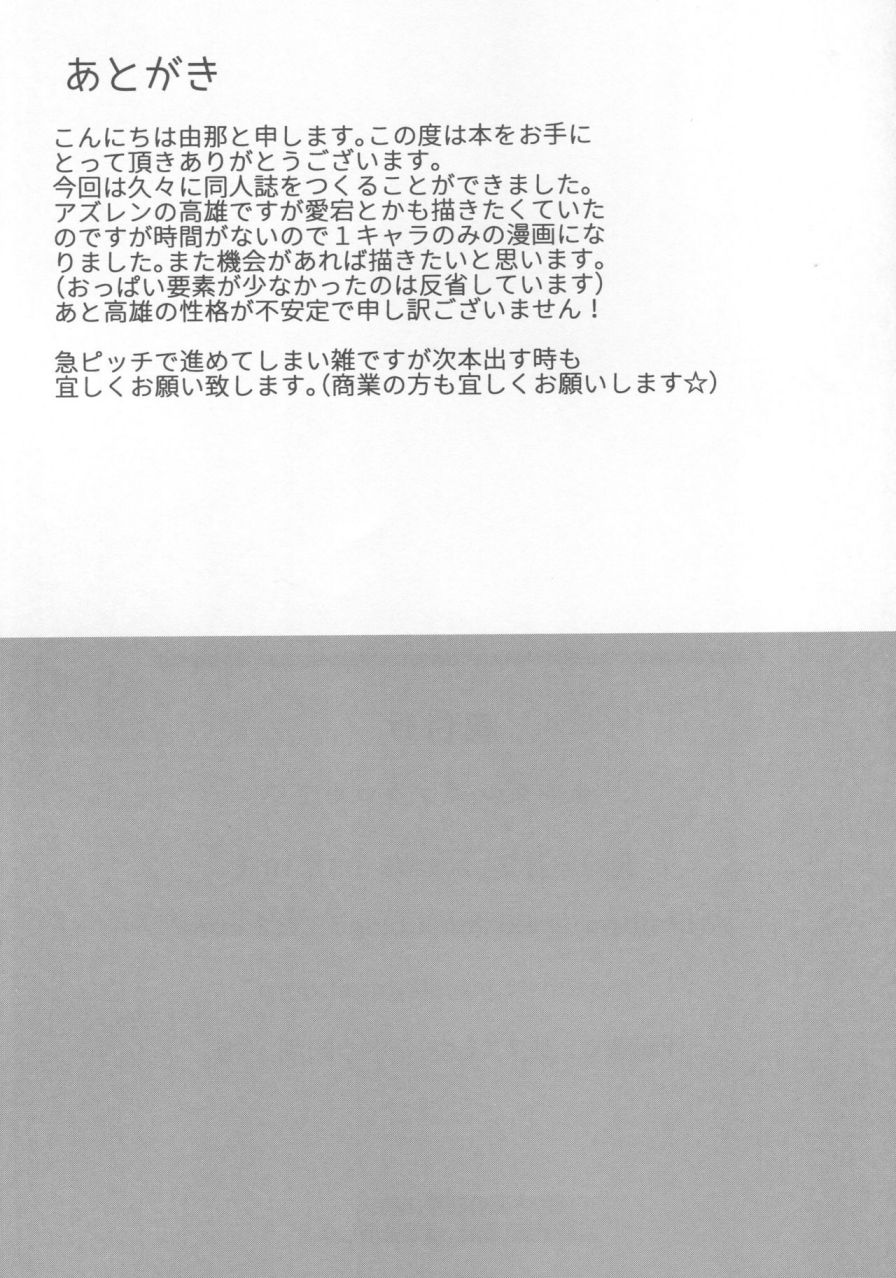 あとがき
こんにちは由那と申します。この度は本をお手に
とって頂きありがとうございます。
今回は久々に同人誌をつくることができました。
アズレンの高雄ですが愛宕とかも描きたくていた
のですが時間がないので１キャラのみの漫画にな
りました。また機会があれば描きたいと思います。
（おっぱい要素が少なかったのは反省しています）
あと高雄の性格が不安定で申し訳ございません！
急ピッチで進めてしまい雑ですが次本出す時も
宜しくお願い致します。（商業の方も宜しくお願いします☆）